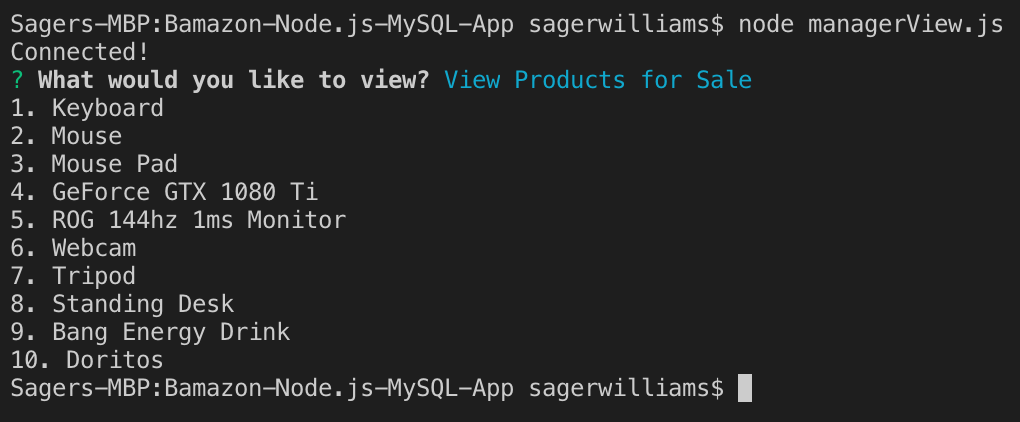 Sagers-MBP:Bamazon-Node.js-MySQL-App sagerwilliams$ node managerView.js
Connected!
? What would you like to view? View Products for Sale
1. Keyboard
2. Mouse
3. Mouse Pad
4. GeForce GTX 1080 Ti
5. ROG 144hz 1ms Monitor
6. Webcam
7. Tripod
8. Standing Desk
9. Bang Energy Drink
10. Doritos
Sagers-MBP:Bamazon-Node.js-MySQL-App sagerwilliams$